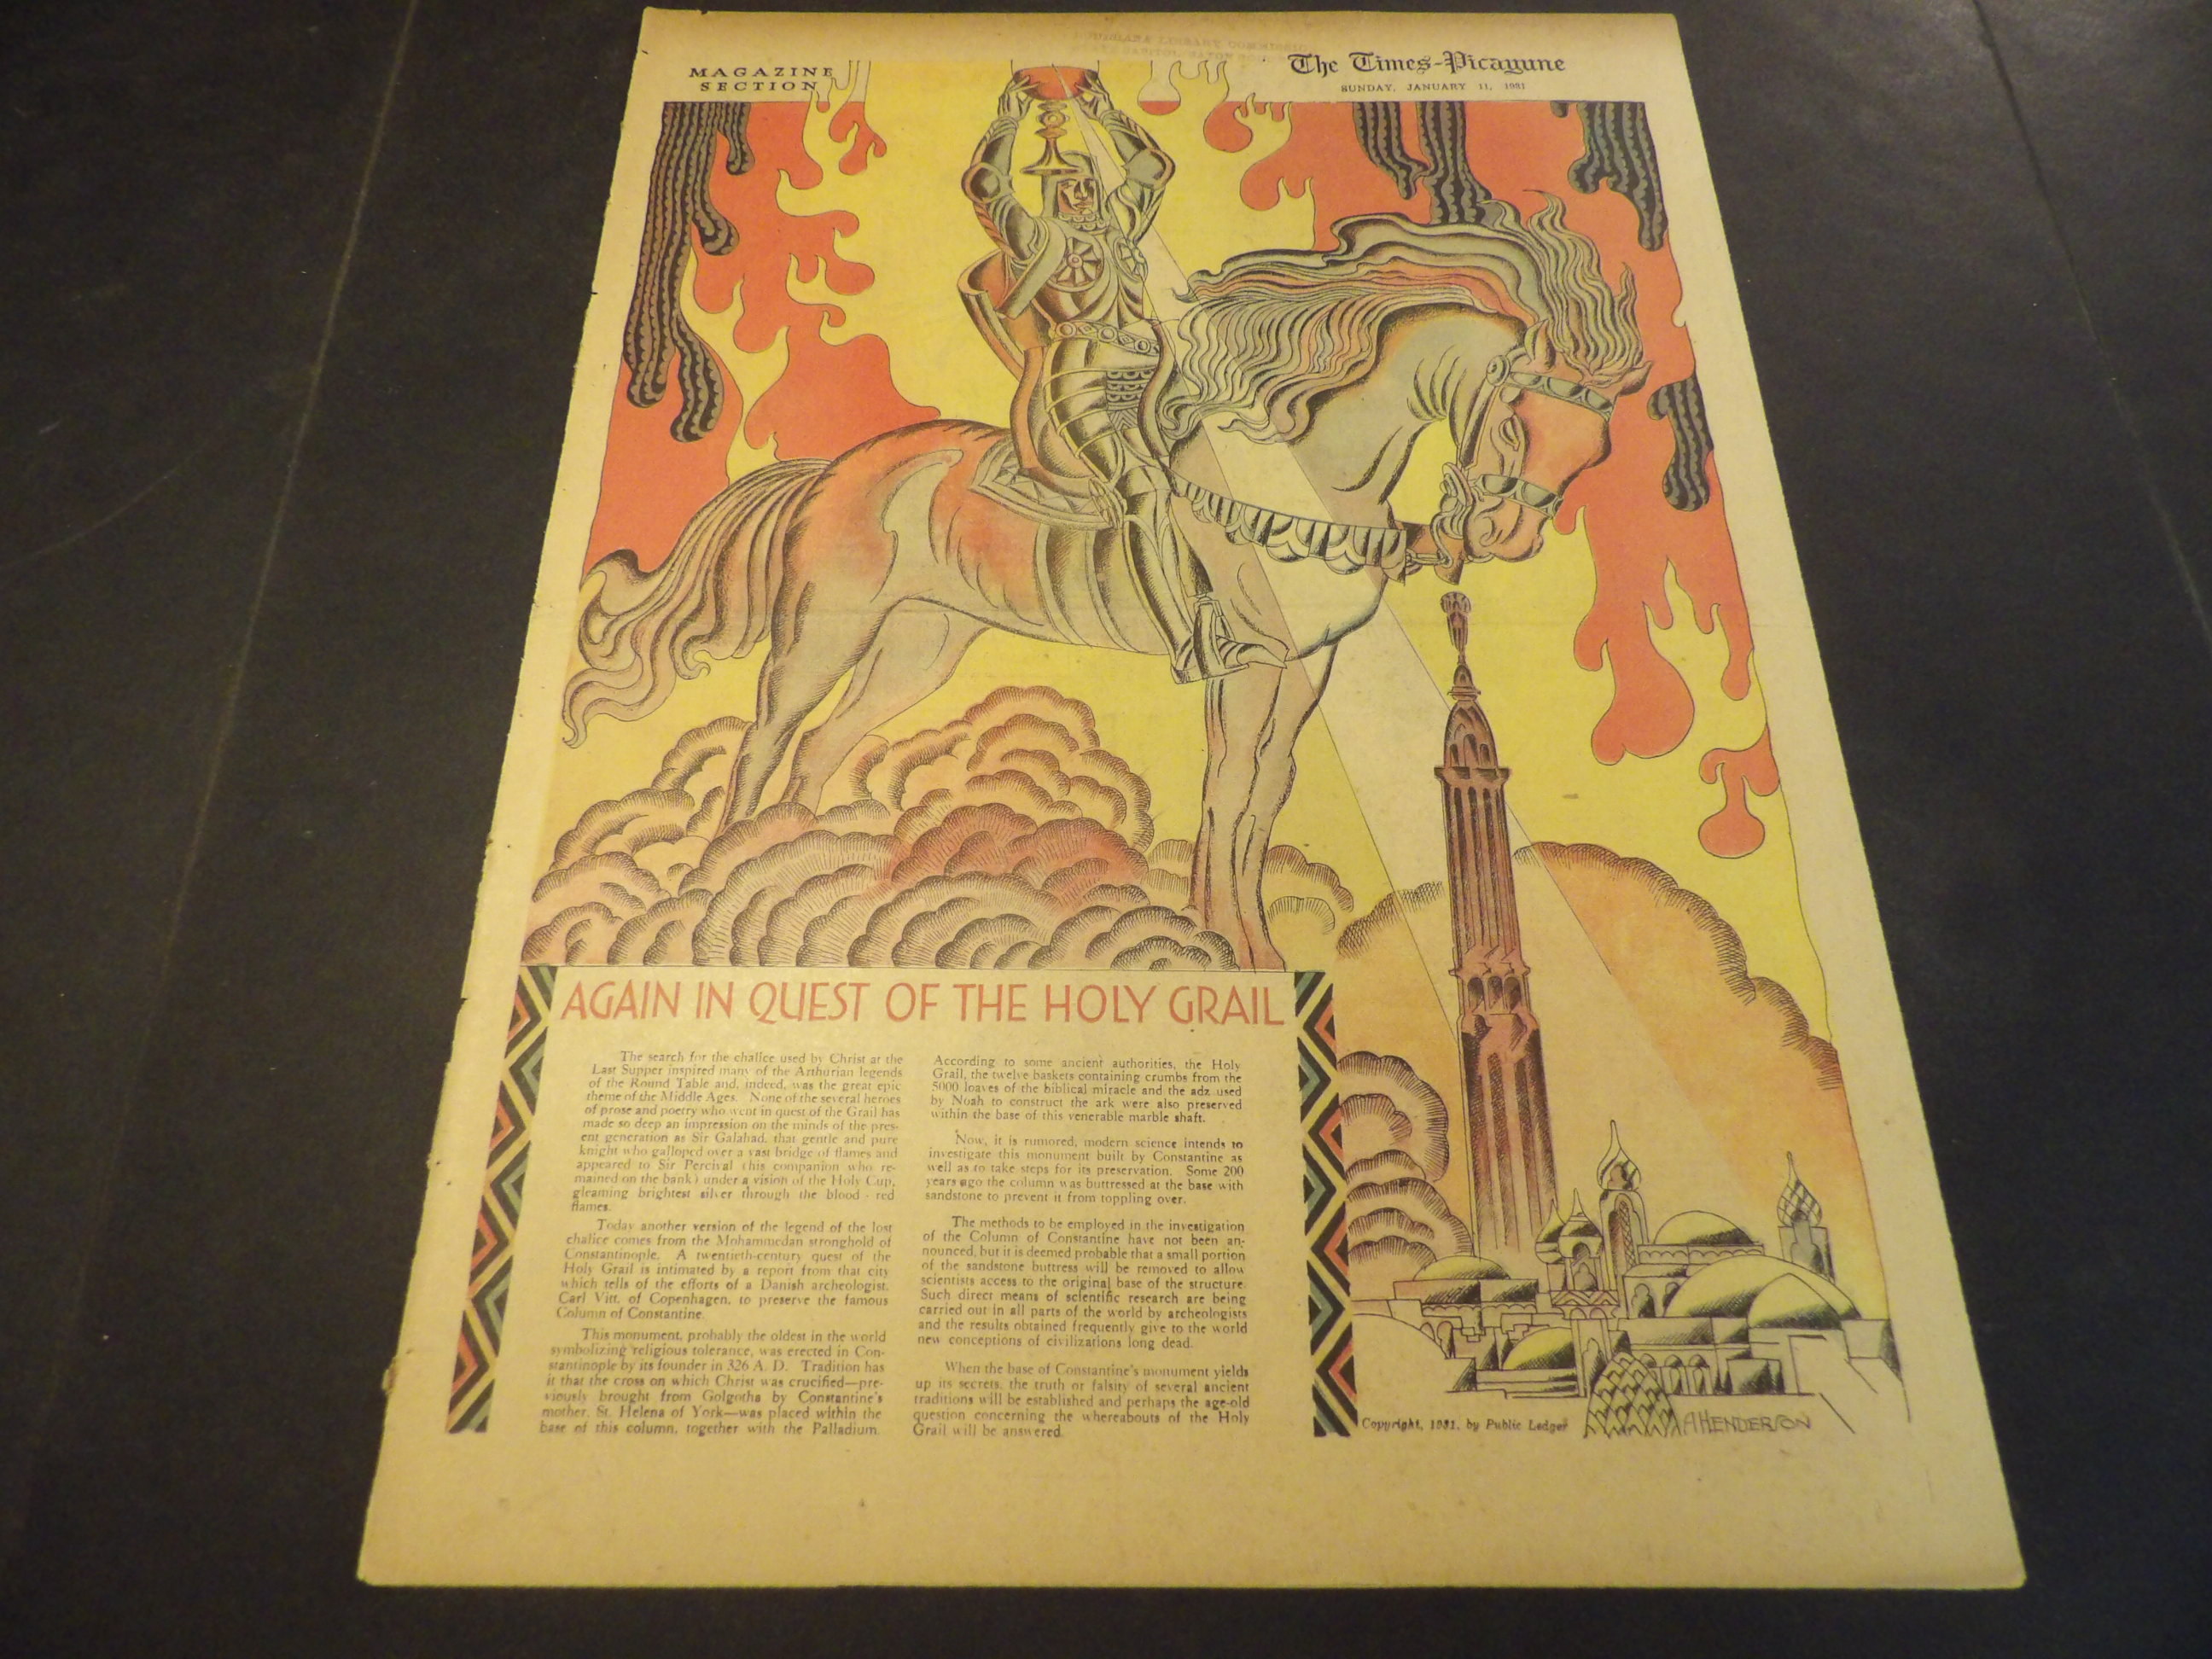 MAGAZINE
SECTION
The Times-Picayune
SUNDAY, JANUARY 11, 1931
AGAIN IN QUEST OF THE HOLY GRAIL
The search for the chalice used by Christ at the
Last Supper inspired many of the Arthurian legends
of the Round Table and, indeed, was the great epic
theme of the Middle Ages. None of the several heroes
of prose and poetry who went in quest of the Grail has
made so deep an impression on the minds of the pres-
ent generation as Sir Galahad, that gentle and pure
knight who galloped over a vast bridge of flames and
appeared to Sir Percival (his companion who re-
mained on the bank) under a vision of the Holy Cup,
gleaming brightest silver through the blood-red
flames.
Today another version of the legend of the lost
chalice comes from the Mohammedan stronghold of
Constantinople. A twentieth-century quest of the
Holy Grail is intimated by a report from that city
which tells of the efforts of a Danish archeologist,
Carl Vitt, of Copenhagen, to preserve the famous
Column of Constantine.
This monument, probably the oldest in the world
symbolizing religious tolerance, was erected in Con-
stantinople by its founder in 326 A. D. Tradition has
it that the cross on which Christ was crucified—pre-
viously brought from Golgotha by Constantine's
mother, St. Helena of York—was placed within the
base of this column, together with the Palladium.
According to some ancient authorities, the Holy
Grail, the twelve baskets containing crumbs from the
5000 loaves of the biblical miracle and the adz used
by Noah to construct the ark were also preserved
within the base of this venerable marble shaft.
Now, it is rumored, modern science intends to
investigate this monument built by Constantine as
well as to take steps for its preservation. Some 200
years ago the column was buttressed at the base with
sandstone to prevent it from toppling over.
The methods to be employed in the investigation
of the Column of Constantine have not been an-
nounced, but it is deemed probable that a small portion
of the sandstone buttress will be removed to allow
scientists access to the original base of the structure.
Such direct means of scientific research are being
carried out in all parts of the world by archeologists
and the results obtained frequently give to the world
new conceptions of civilizations long dead.
When the base of Constantine's monument yields
up its secrets, the truth or falsity of several ancient
traditions will be established and perhaps the age-old
question concerning the whereabouts of the Holy
Grail will be answered.
Copyright, 1931, by Public Ledger
A HENDERSON